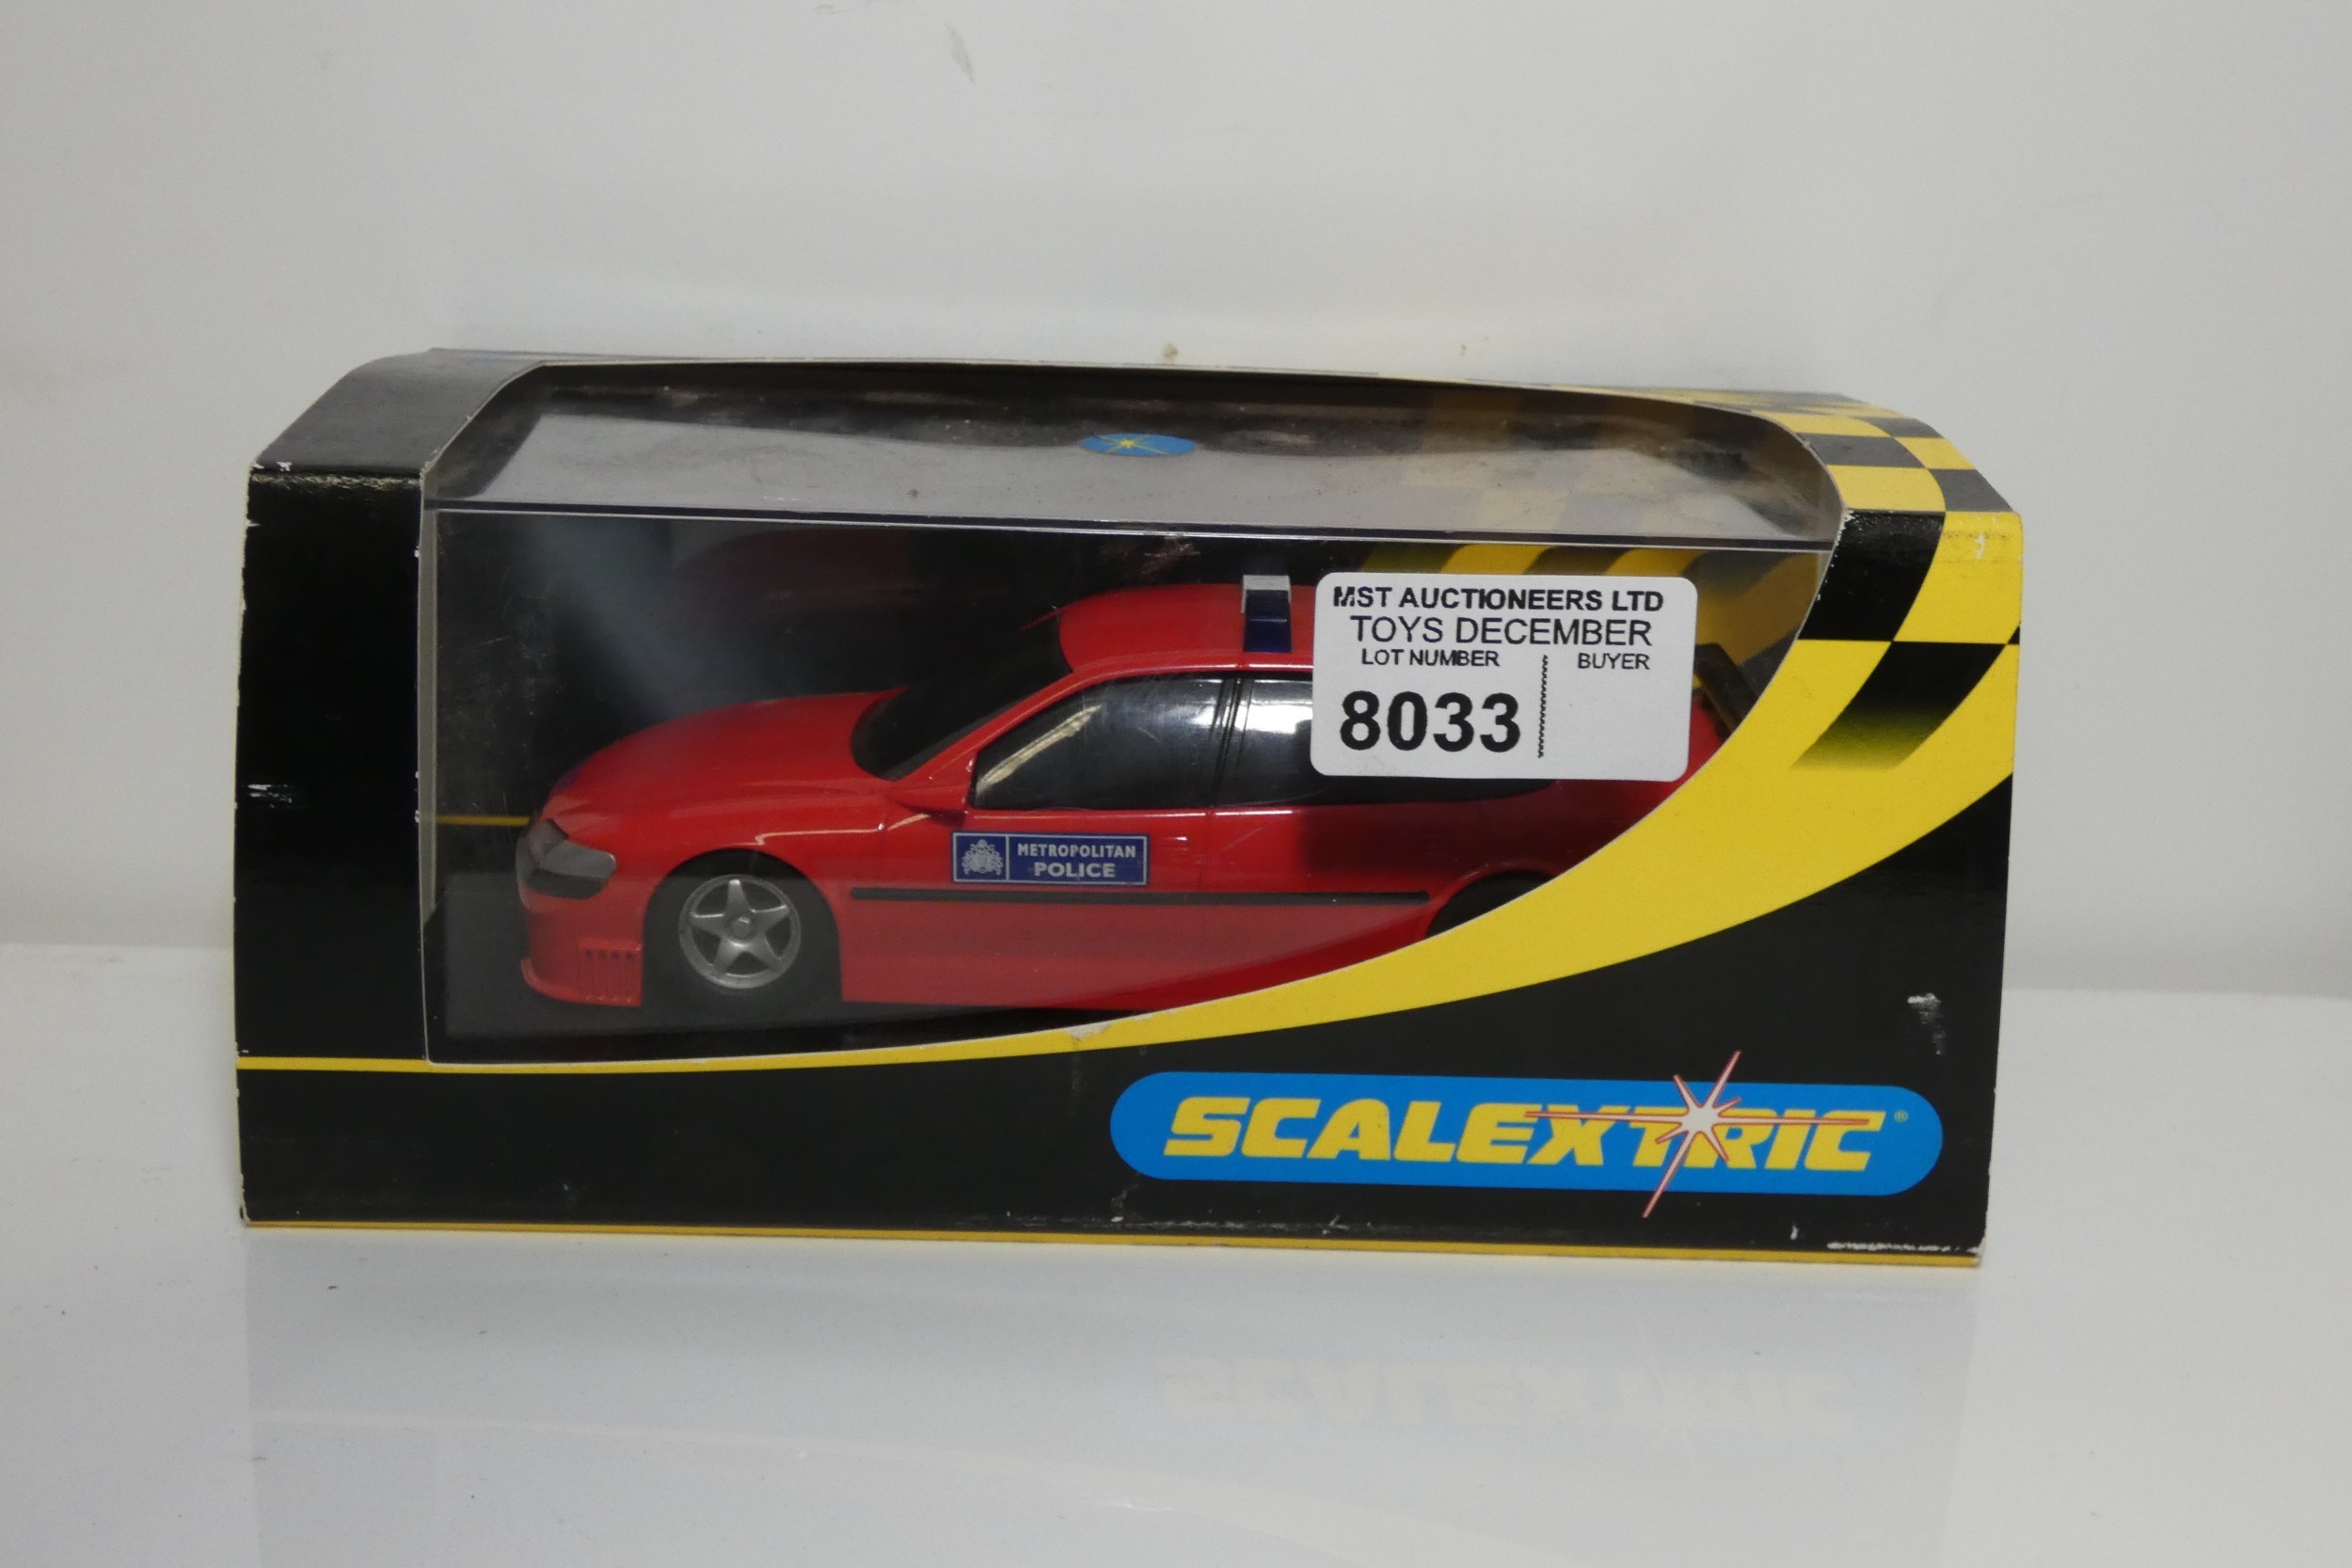 MST AUCTIONEERS LTD
TOYS DECEMBER
LOT NUMBER BUYER
8033
METROPOLITAN
POLICE
SCALEXTRIC®